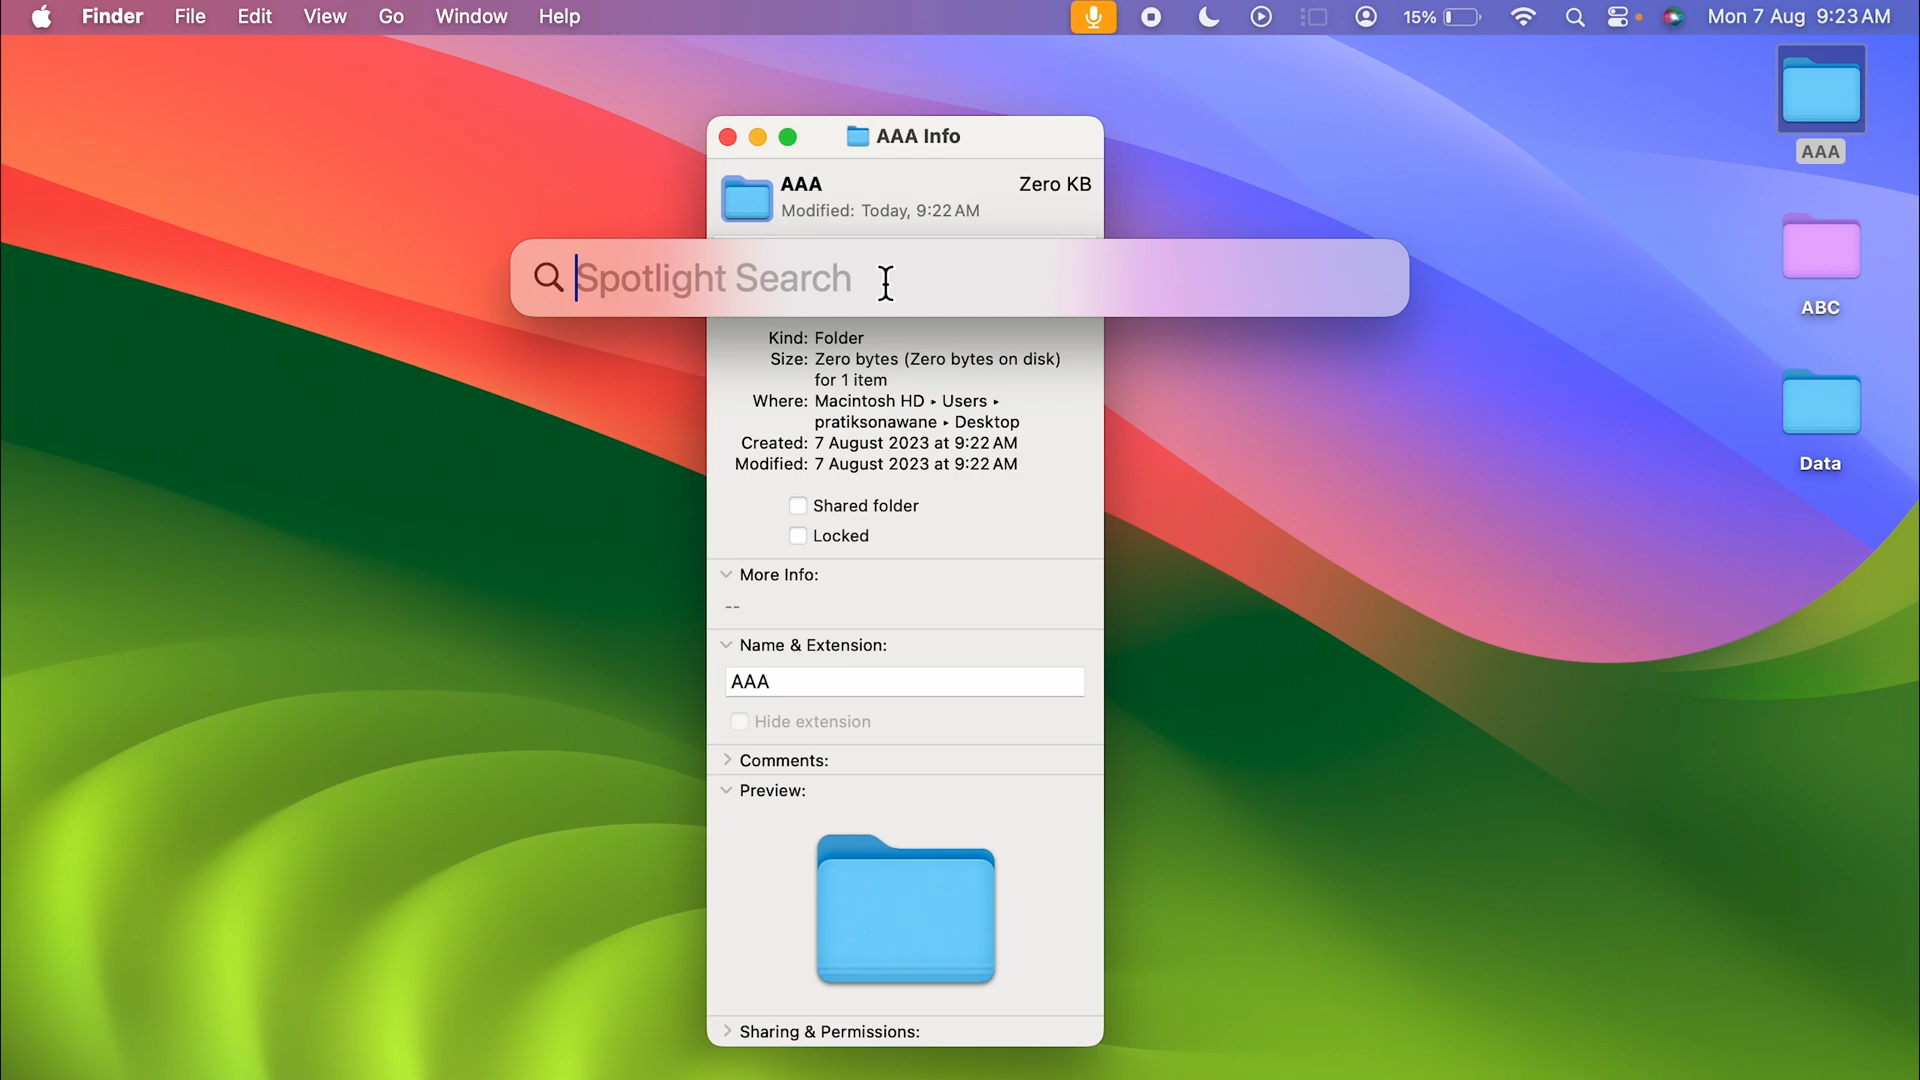 Finder File Edit View Go Window Help 15% Mon 7 Aug 9:23 AM
AAA Info
AAA Zero KB
Modified: Today, 9:22 AM
Spotlight Search
Kind: Folder
Size: Zero bytes (Zero bytes on disk)
for 1 item
Where: Macintosh HD ▸ Users ▸
pratiksonawane ▸ Desktop
Created: 7 August 2023 at 9:22 AM
Modified: 7 August 2023 at 9:22 AM
Shared folder
Locked
More Info:
--
Name & Extension:
AAA
Hide extension
Comments:
Preview:
Sharing & Permissions:
AAA
ABC
Data